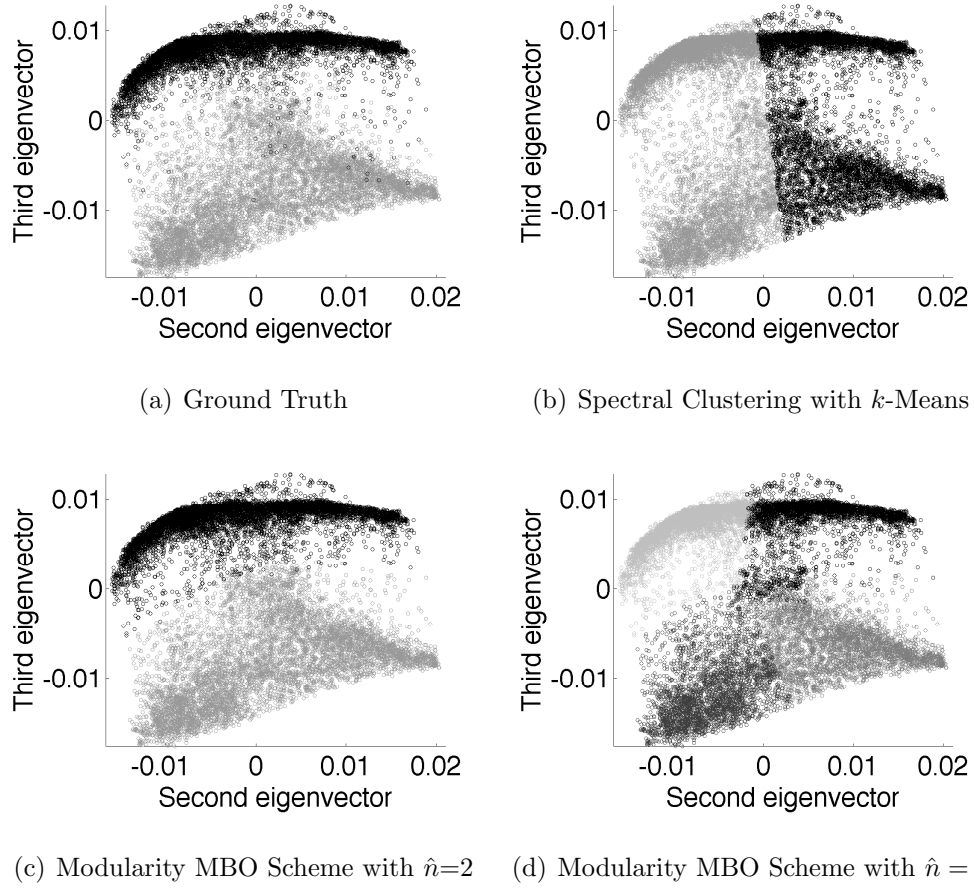 0.01
0
-0.01
Third eigenvector
-0.01 0 0.01 0.02
Second eigenvector
(a) Ground Truth
0.01
0
-0.01
Third eigenvector
-0.01 0 0.01 0.02
Second eigenvector
(b) Spectral Clustering with k-Means
0.01
0
-0.01
Third eigenvector
-0.01 0 0.01 0.02
Second eigenvector
(c) Modularity MBO Scheme with n̂=2
0.01
0
-0.01
Third eigenvector
-0.01 0 0.01 0.02
Second eigenvector
(d) Modularity MBO Scheme with n̂ =